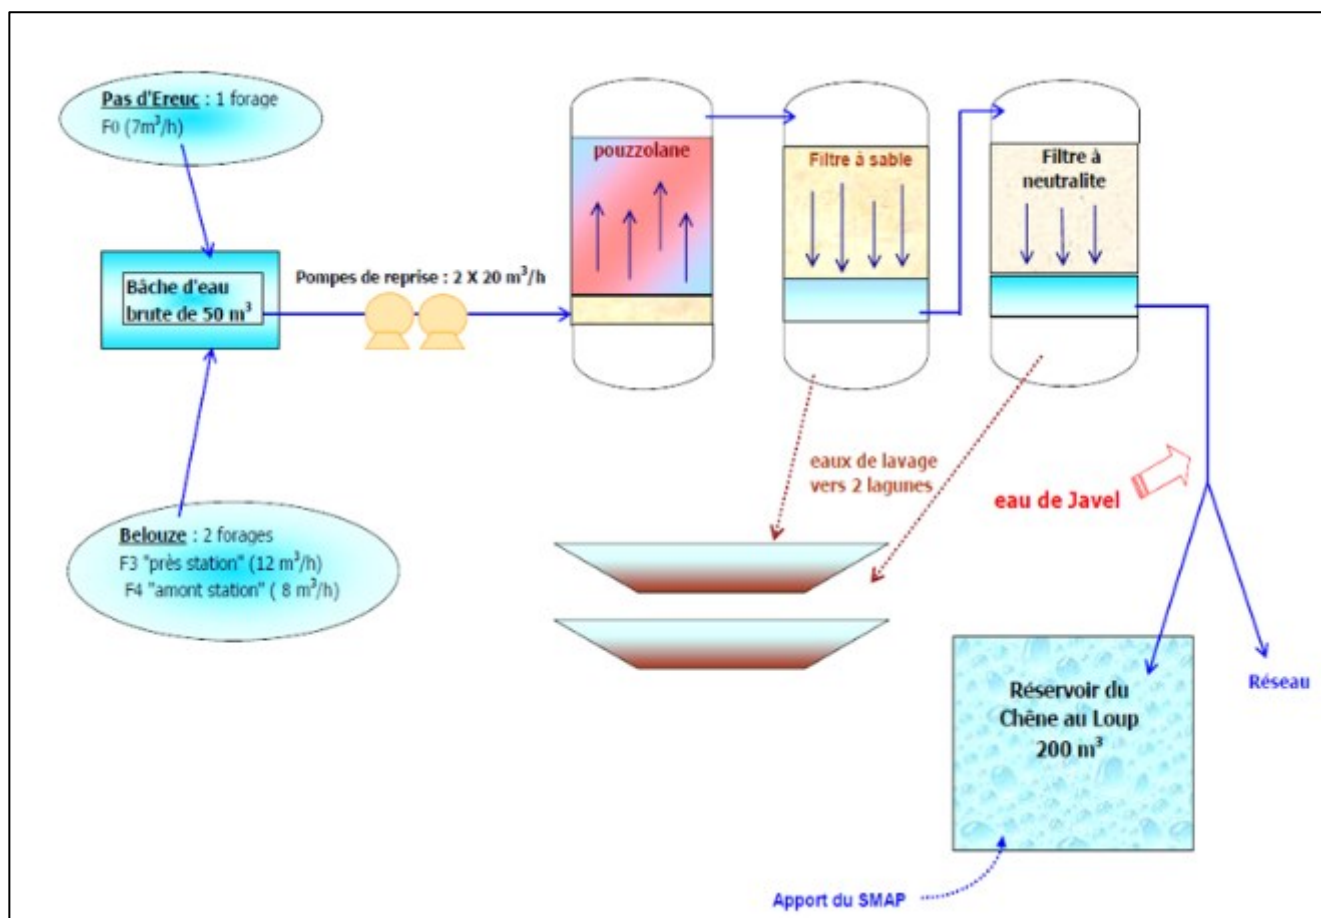 Pas d'Ereuc : 1 forage
F0 (7m³/h)
Bâche d'eau
brute de 50 m³
Belouze : 2 forages
F3 "près station" (12 m³/h)
F4 "amont station" ( 8 m³/h)
Pompes de reprise : 2 X 20 m³/h
pouzzolane
Filtre à sable
Filtre à
neutralite
eaux de lavage
vers 2 lagunes
eau de Javel
Réservoir du
Chêne au Loup
200 m³
Réseau
Apport du SMAP